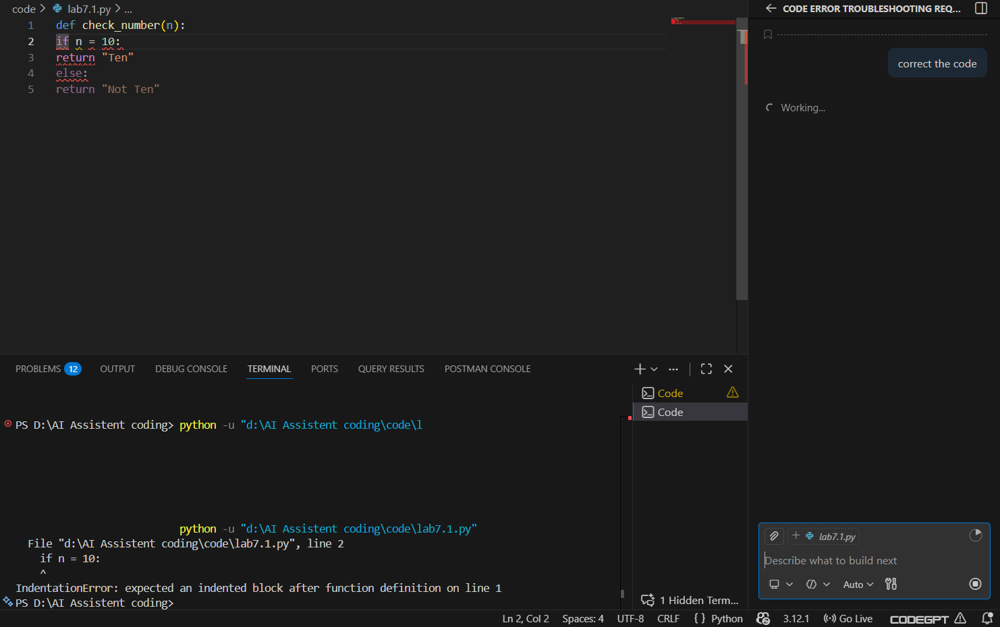 code > lab7.1.py > ...
1 def check_number(n):
2 if n = 10:
3 return "Ten"
4 else:
5 return "Not Ten"
CODE ERROR TROUBLESHOOTING REQ...
correct the code
Working...
PROBLEMS 12 OUTPUT DEBUG CONSOLE TERMINAL PORTS QUERY RESULTS POSTMAN CONSOLE
PS D:\AI Assistent coding> python -u "d:\AI Assistent coding\code\l
python -u "d:\AI Assistent coding\code\lab7.1.py"
File "d:\AI Assistent coding\code\lab7.1.py", line 2
if n = 10:
^
IndentationError: expected an indented block after function definition on line 1
PS D:\AI Assistent coding>
Code
Code
1 Hidden Term...
+ lab7.1.py
Describe what to build next
Auto
Ln 2, Col 2 Spaces: 4 UTF-8 CRLF {} Python 3.12.1 Go Live CODEGPT